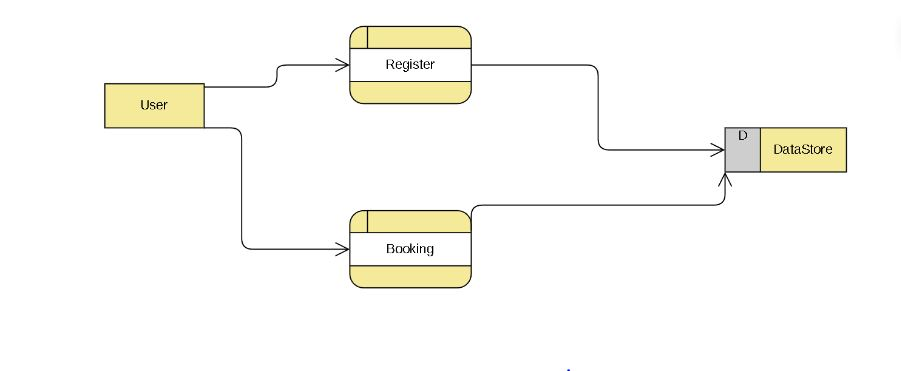 Register
User
D
DataStore
Booking